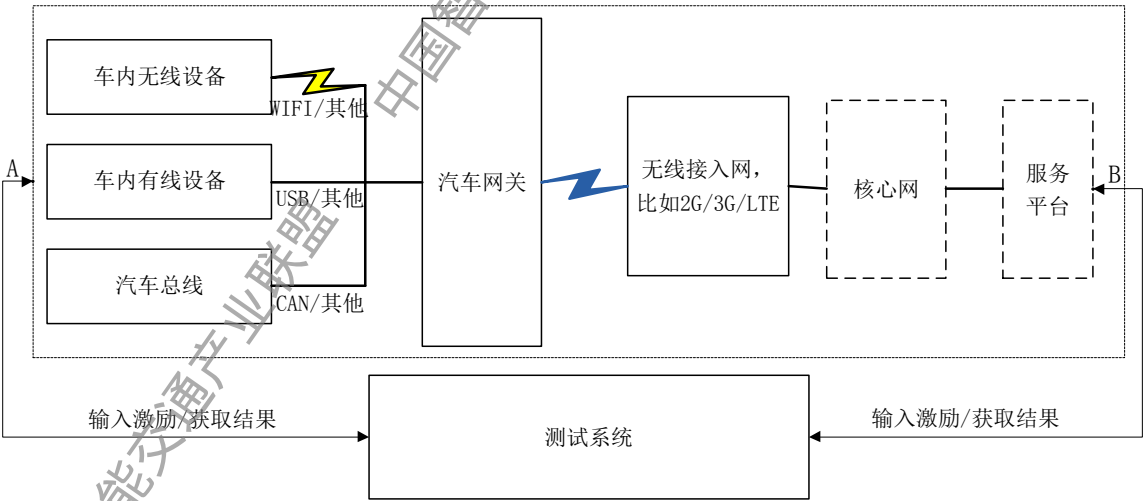 车内无线设备
WIFI/其他
车内有线设备
USB/其他
汽车总线
CAN/其他
A
汽车网关
无线接入网，
比如2G/3G/LTE
核心网
服务
平台
B
输入激励/获取结果
测试系统
输入激励/获取结果
中国智
能交通产业联盟